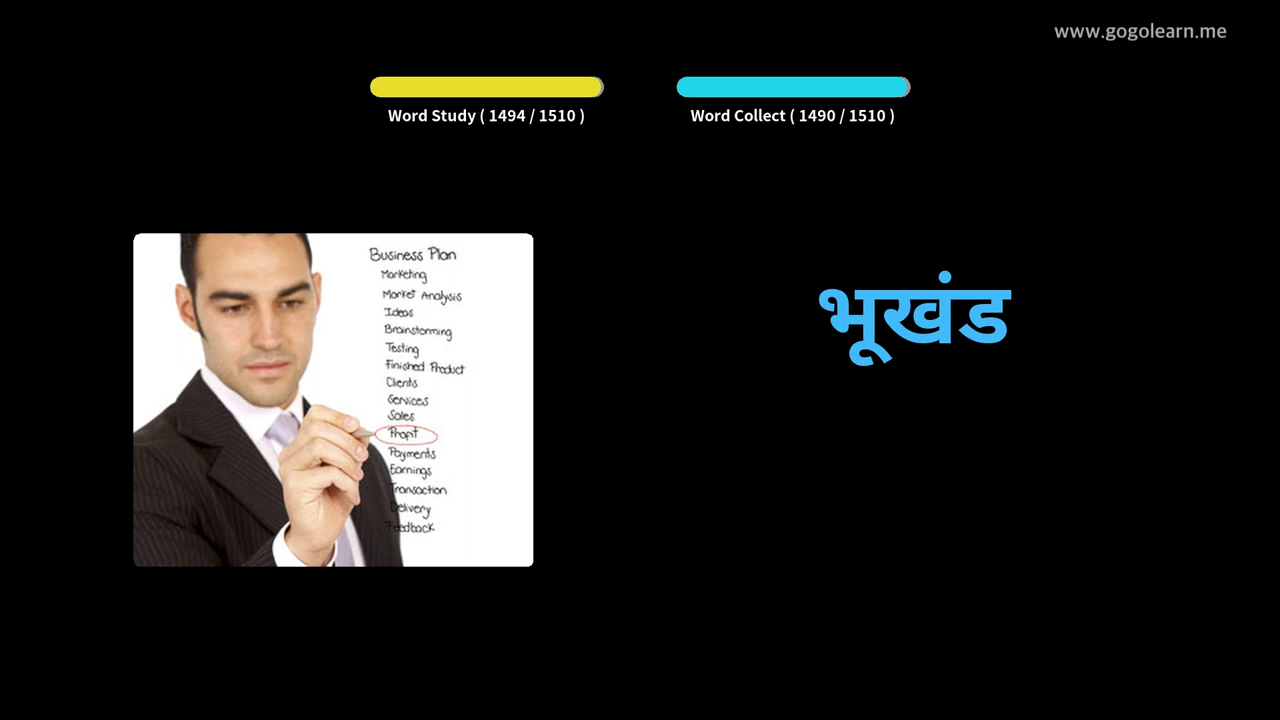 www.gogolearn.me
Word Study ( 1494 / 1510 )
Word Collect ( 1490 / 1510 )
Business Plan
Marketing
Market Analysis
Ideas
Brainstorming
Testing
Finished Product
Clients
Services
Sales
Profit
Payments
Earnings
Transaction
Delivery
Feedback
भूखंड